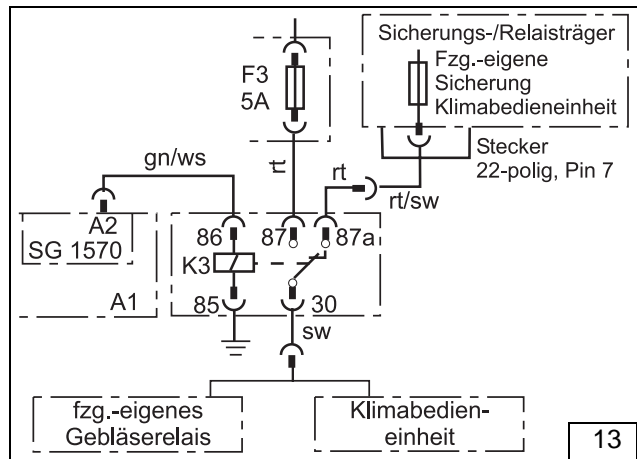 Sicherungs-/Relaisträger
F3
5A
Fzg.-eigene
Sicherung
Klimabedieneinheit
Stecker
22-polig, Pin 7
gn/ws
rt
rt
rt/sw
A2
SG 1570
A1
86
87
87a
K3
85
30
sw
fzg.-eigenes
Gebläserelais
Klimabedien-
einheit
13